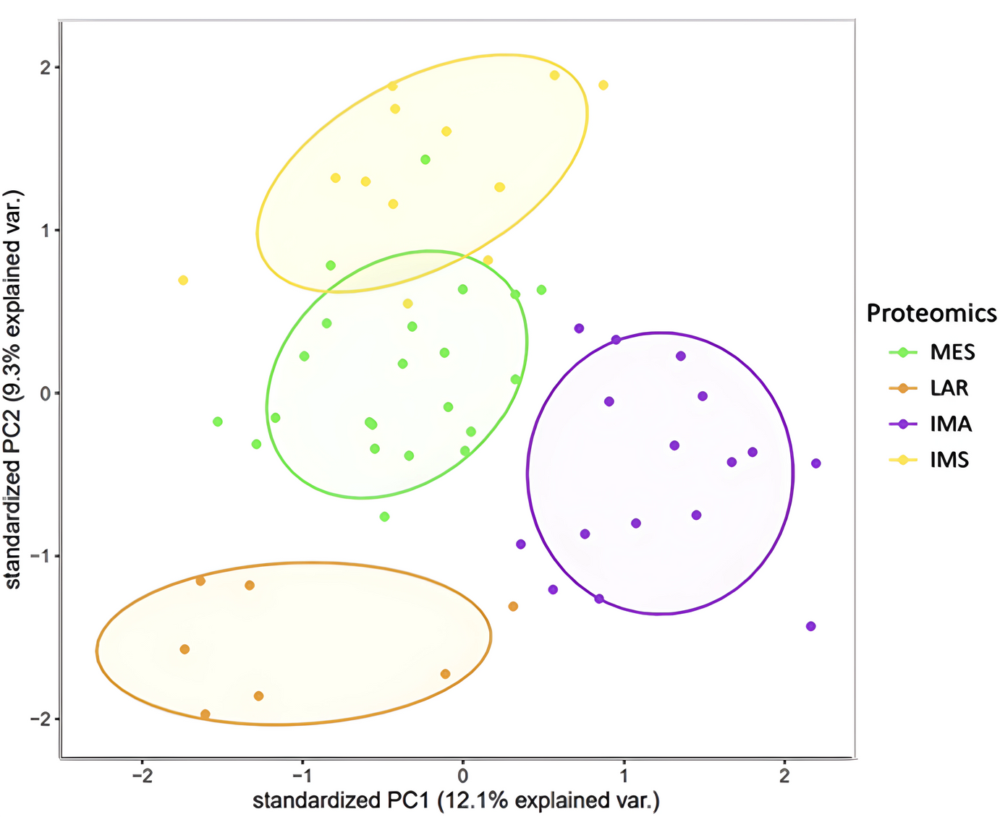 standardized PC2 (9.3% explained var.)
2
1
0
−1
−2
−2
−1
0
1
2
standardized PC1 (12.1% explained var.)
Proteomics
MES
LAR
IMA
IMS